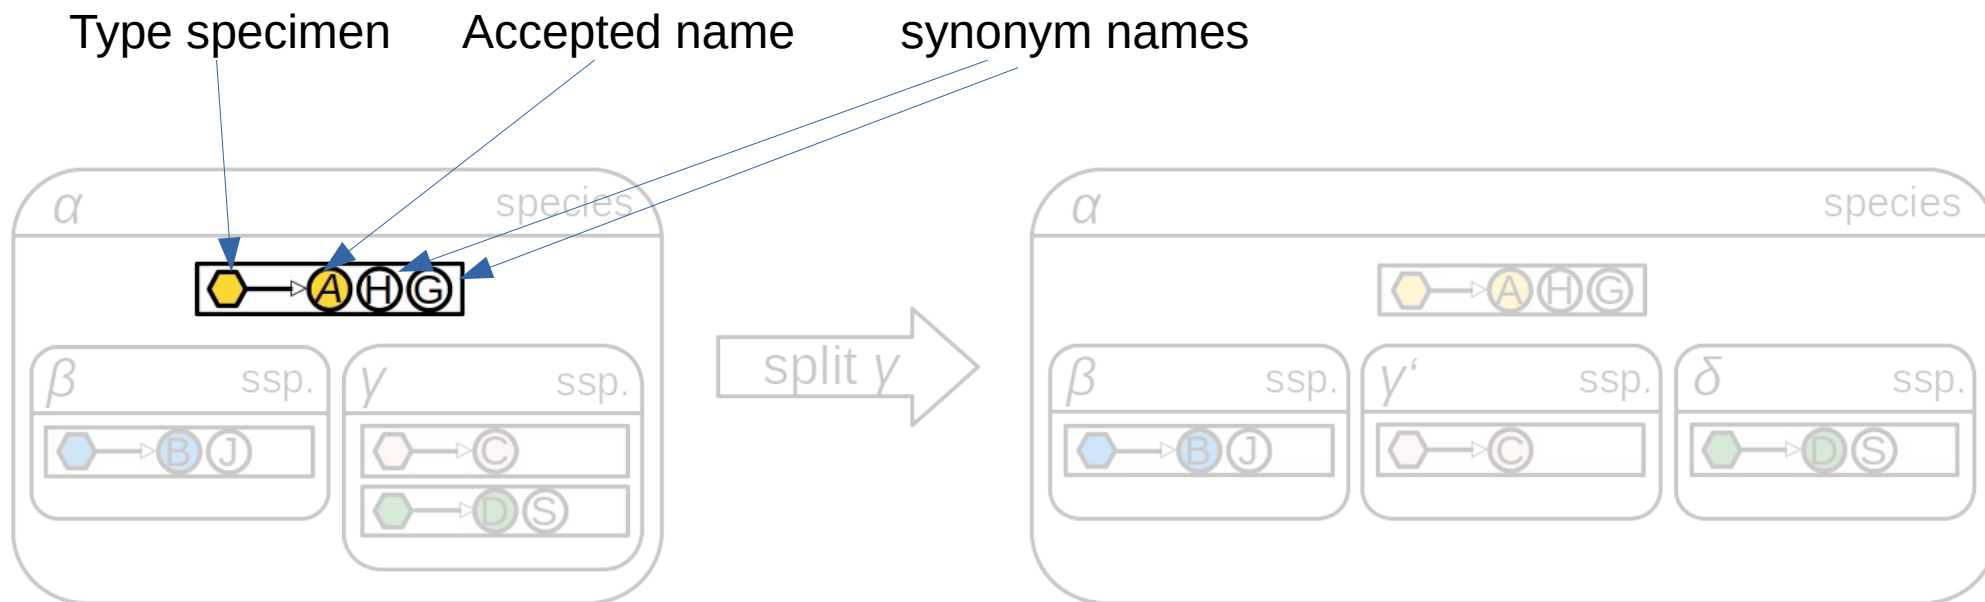 Type specimen Accepted name synonym names
α species
A H G
β ssp.
B J
γ ssp.
C
D S
split γ
α species
A H G
β ssp.
B J
γ‘ ssp.
C
δ ssp.
D S